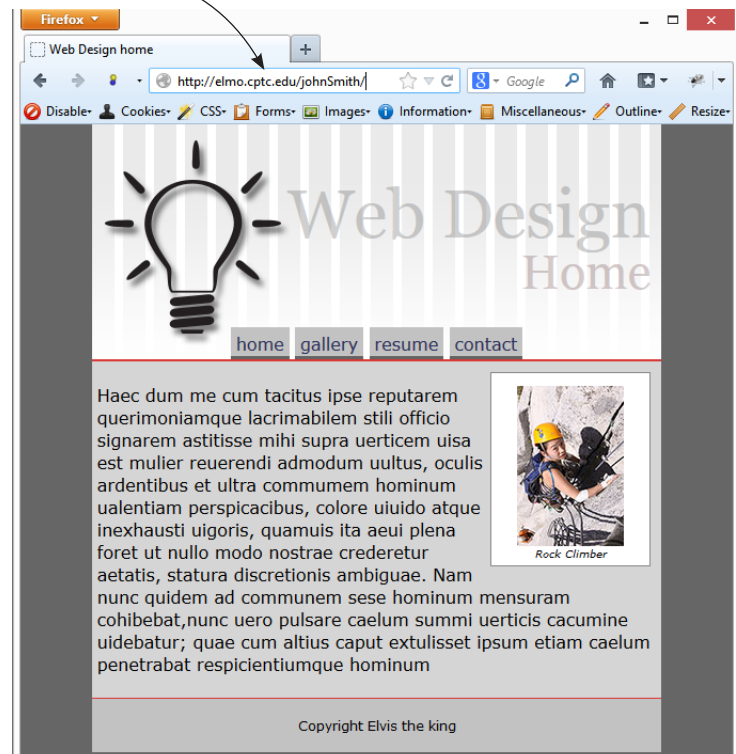 Firefox
Web Design home
http://elmo.cptc.edu/johnSmith/
Google
Disable Cookies CSS Forms Images Information Miscellaneous Outline Resize
Web Design
Home
home gallery resume contact
Haec dum me cum tacitus ipse reputarem
querimoniamque lacrimabilem stili officio
signarem astitisse mihi supra uerticem uisa
est mulier reuerendi admodum uultus, oculis
ardentibus et ultra commumem hominum
ualentiam perspicacibus, colore uiuido atque
inexhausti uigoris, quamuis ita aeui plena
foret ut nullo modo nostrae crederetur
aetatis, statura discretionis ambiguae. Nam
nunc quidem ad communem sese hominum mensuram
cohibebat,nunc uero pulsare caelum summi uerticis cacumine
uidebatur; quae cum altius caput extulisset ipsum etiam caelum
penetrabat respicientiumque hominum
Rock Climber
Copyright Elvis the king